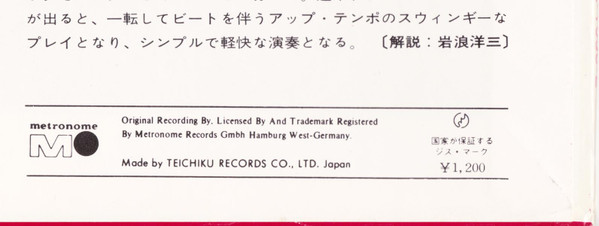 が出ると、一転してビートを伴うアップ・テンポのスウィンギーな
プレイとなり、シンプルで軽快な演奏となる。〔解説：岩浪洋三〕
metronome
Original Recording By, Licensed By And Trademark Registered
By Metronome Records Gmbh Hamburg West-Germany.
Made by TEICHIKU RECORDS CO., LTD. Japan
国家が保証する
ジス・マーク
￥1,200